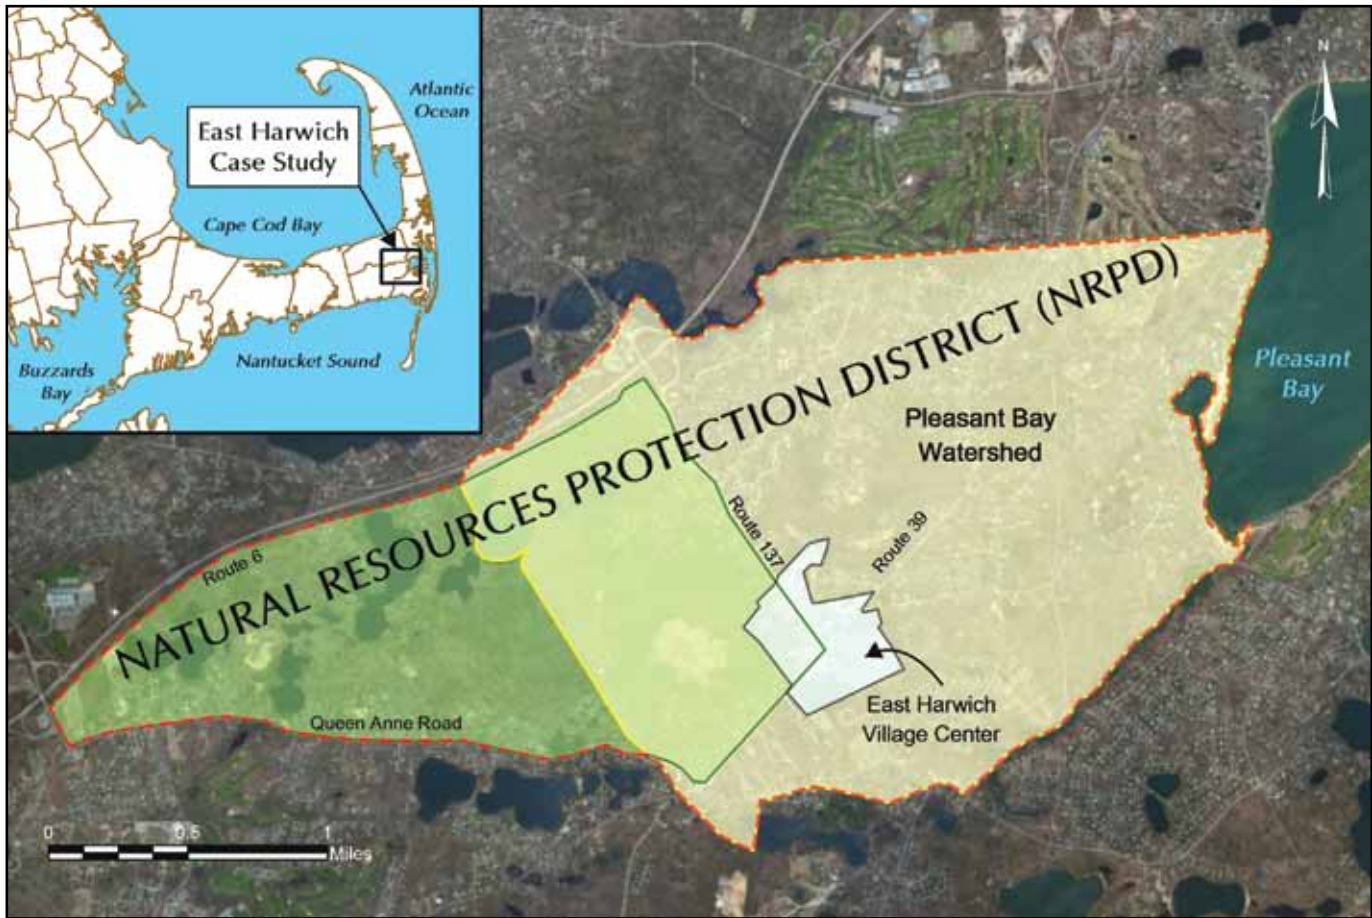 Atlantic
Ocean
East Harwich
Case Study
Cape Cod Bay
Nantucket Sound
Buzzards
Bay
N
NATURAL RESOURCES PROTECTION DISTRICT (NRPD)
Pleasant
Bay
Pleasant Bay
Watershed
Route 6
Route 137
Route 39
East Harwich
Village Center
Queen Anne Road
0 0.5 1
Miles